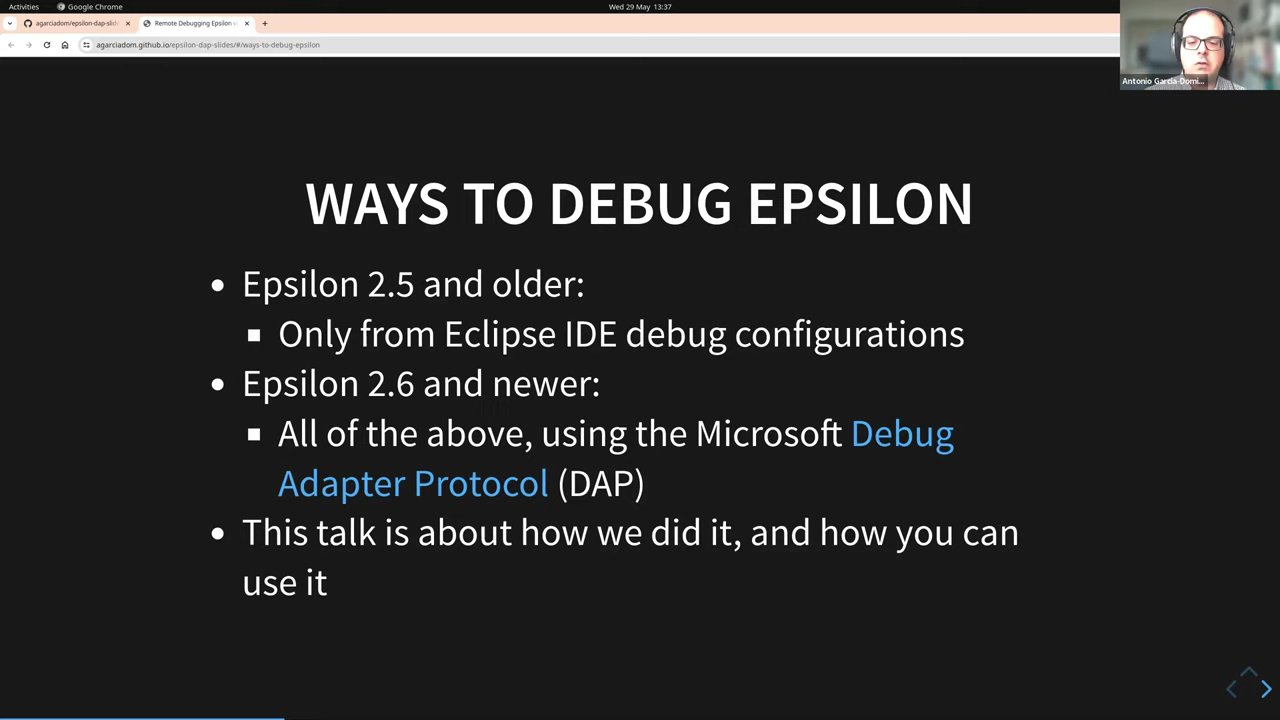 Activities
Google Chrome
Wed 29 May 13:37
agarciadom/epsilon-dap-slid
Remote Debugging Epsilon
agarciadom.github.io/epsilon-dap-slides/#/ways-to-debug-epsilon
Antonio Garcia-Domi...
WAYS TO DEBUG EPSILON
• Epsilon 2.5 and older:
▪ Only from Eclipse IDE debug configurations
• Epsilon 2.6 and newer:
▪ All of the above, using the Microsoft Debug
Adapter Protocol (DAP)
• This talk is about how we did it, and how you can
use it